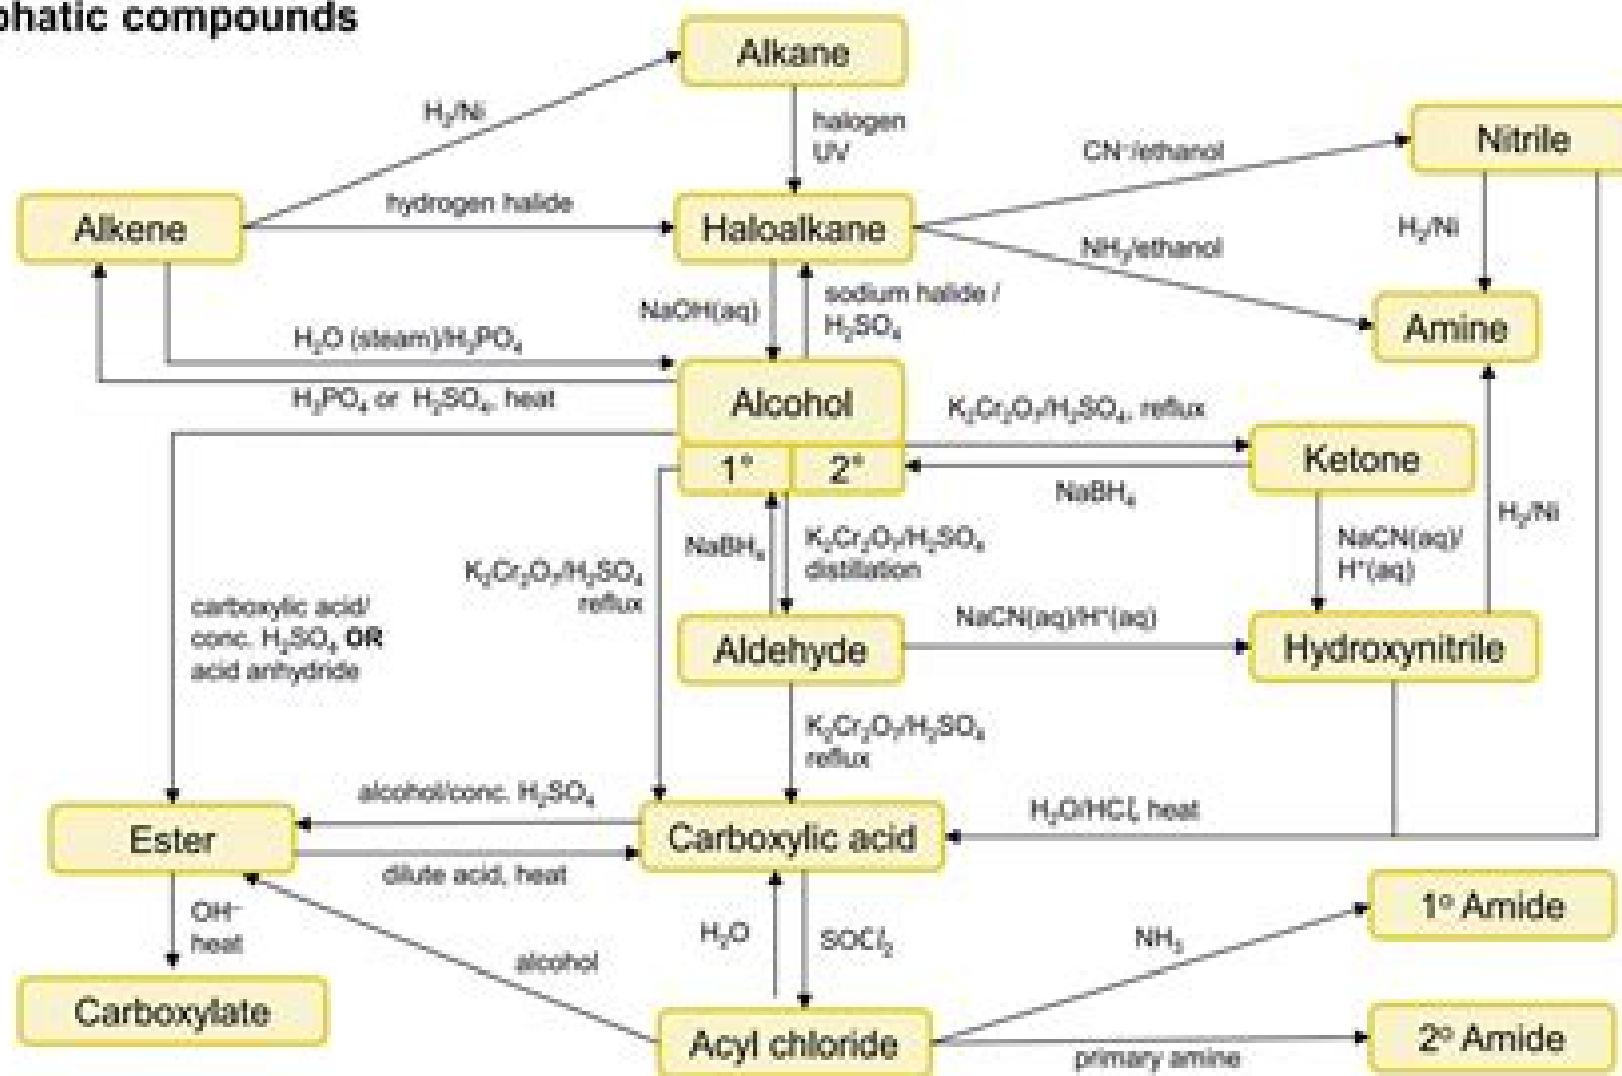 phatic compounds
Alkane
H₂/Ni
halogen
UV
CN⁻/ethanol
Nitrile
Alkene
hydrogen halide
Haloalkane
NH₃/ethanol
H₂/Ni
NaOH(aq)
sodium halide /
H₂SO₄
Amine
H₂O (steam)/H₃PO₄
H₃PO₄ or H₂SO₄, heat
Alcohol
1°
2°
K₂Cr₂O₇/H₂SO₄, reflux
Ketone
NaBH₄
H₂/Ni
NaBH₄
K₂Cr₂O₇/H₂SO₄
distillation
NaCN(aq)/
H⁺(aq)
K₂Cr₂O₇/H₂SO₄
reflux
carboxylic acid/
conc. H₂SO₄ OR
acid anhydride
Aldehyde
NaCN(aq)/H⁺(aq)
Hydroxynitrile
K₂Cr₂O₇/H₂SO₄
reflux
alcohol/conc. H₂SO₄
H₂O/HCl, heat
Ester
Carboxylic acid
dilute acid, heat
OH⁻
heat
alcohol
H₂O
SOCl₂
NH₃
1° Amide
Carboxylate
Acyl chloride
primary amine
2° Amide